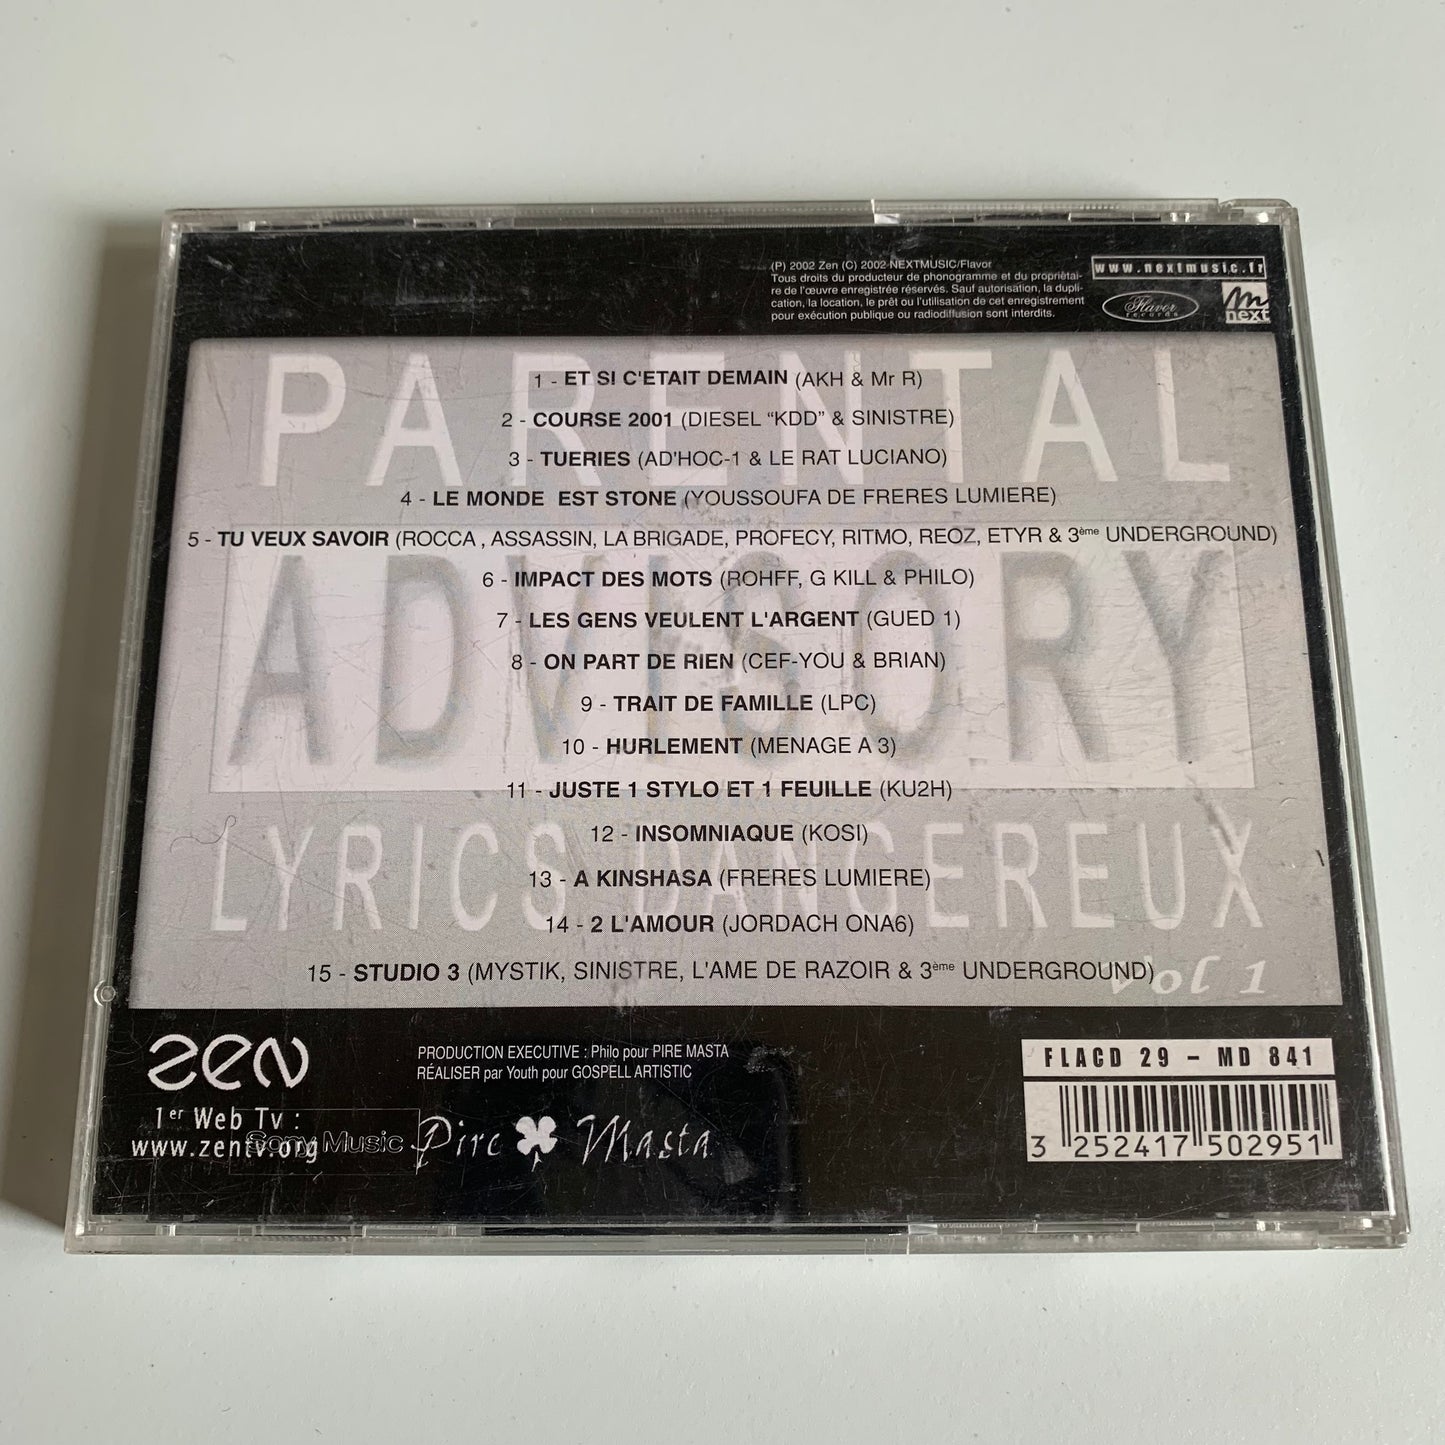 (P) 2002 Zen (C) 2002 NEXTMUSIC/Flavor
Tous droits du producteur de phonogramme et du propriétai-
re de l'œuvre enregistrée réservés. Sauf autorisation, la dupli-
cation, la location, le prêt ou l'utilisation de cet enregistrement
pour exécution publique ou radiodiffusion sont interdits.
www.nextmusic.fr
Flavor
records
next
PARENTAL
ADVISORY
LYRICS DANGEREUX
Vol 1
1 - ET SI C'ETAIT DEMAIN (AKH & Mr R)
2 - COURSE 2001 (DIESEL “KDD” & SINISTRE)
3 - TUERIES (AD'HOC-1 & LE RAT LUCIANO)
4 - LE MONDE EST STONE (YOUSSOUFA DE FRERES LUMIERE)
5 - TU VEUX SAVOIR (ROCCA , ASSASSIN, LA BRIGADE, PROFECY, RITMO, REOZ, ETYR & 3ème UNDERGROUND)
6 - IMPACT DES MOTS (ROHFF, G KILL & PHILO)
7 - LES GENS VEULENT L'ARGENT (GUED 1)
8 - ON PART DE RIEN (CEF-YOU & BRIAN)
9 - TRAIT DE FAMILLE (LPC)
10 - HURLEMENT (MENAGE A 3)
11 - JUSTE 1 STYLO ET 1 FEUILLE (KU2H)
12 - INSOMNIAQUE (KOSI)
13 - A KINSHASA (FRERES LUMIERE)
14 - 2 L'AMOUR (JORDACH ONA6)
15 - STUDIO 3 (MYSTIK, SINISTRE, L'AME DE RAZOIR & 3ème UNDERGROUND)
zen
1er Web Tv :
www.zentv.org
Sony Music
PRODUCTION EXECUTIVE : Philo pour PIRE MASTA
RÉALISER par Youth pour GOSPELL ARTISTIC
Pire Masta
FLACD 29 - MD 841
3 252417 502951